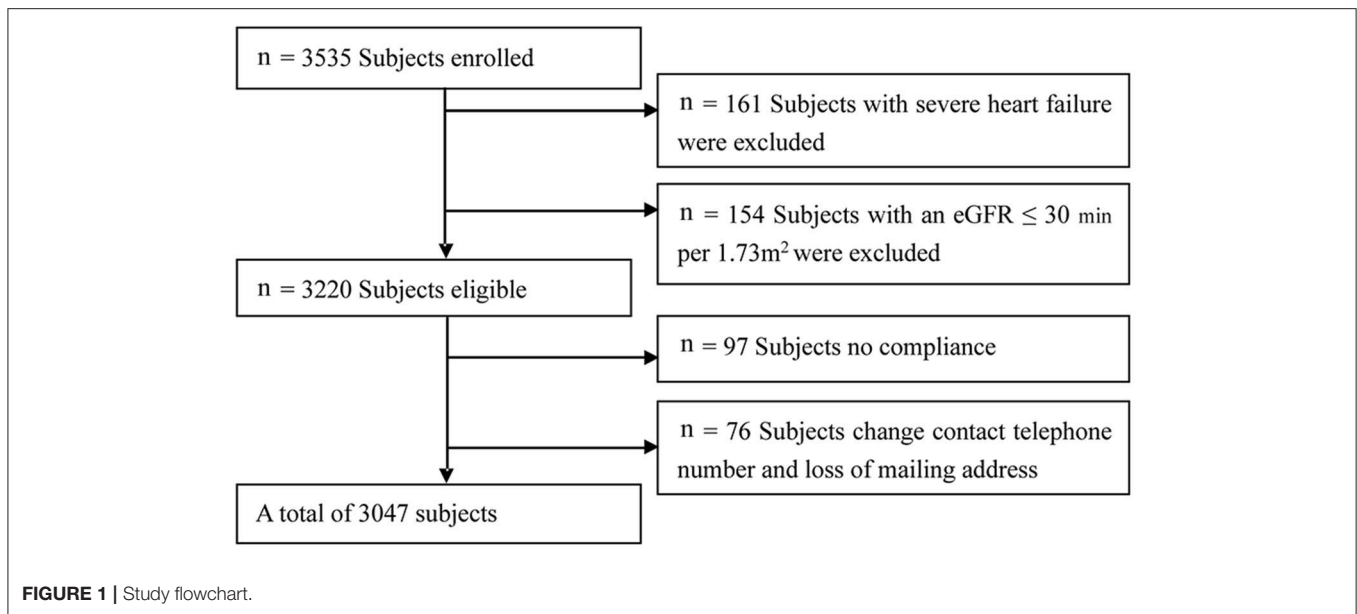 n = 3535 Subjects enrolled
n = 161 Subjects with severe heart failure
were excluded
n = 154 Subjects with an eGFR ≤ 30 min
per 1.73m² were excluded
n = 3220 Subjects eligible
n = 97 Subjects no compliance
n = 76 Subjects change contact telephone
number and loss of mailing address
A total of 3047 subjects
FIGURE 1 | Study flowchart.